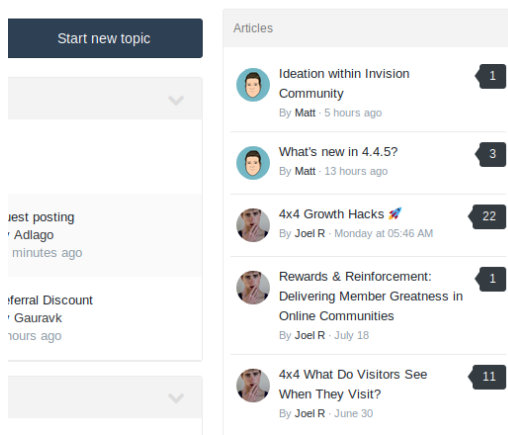 Start new topic
uest posting
Adlago
minutes ago
eferral Discount
Gauravk
hours ago
Articles
Ideation within Invision
Community
By Matt · 5 hours ago
1
What's new in 4.4.5?
By Matt · 13 hours ago
3
4x4 Growth Hacks 🚀
By Joel R · Monday at 05:46 AM
22
Rewards & Reinforcement:
Delivering Member Greatness in
Online Communities
By Joel R · July 18
1
4x4 What Do Visitors See
When They Visit?
By Joel R · June 30
11